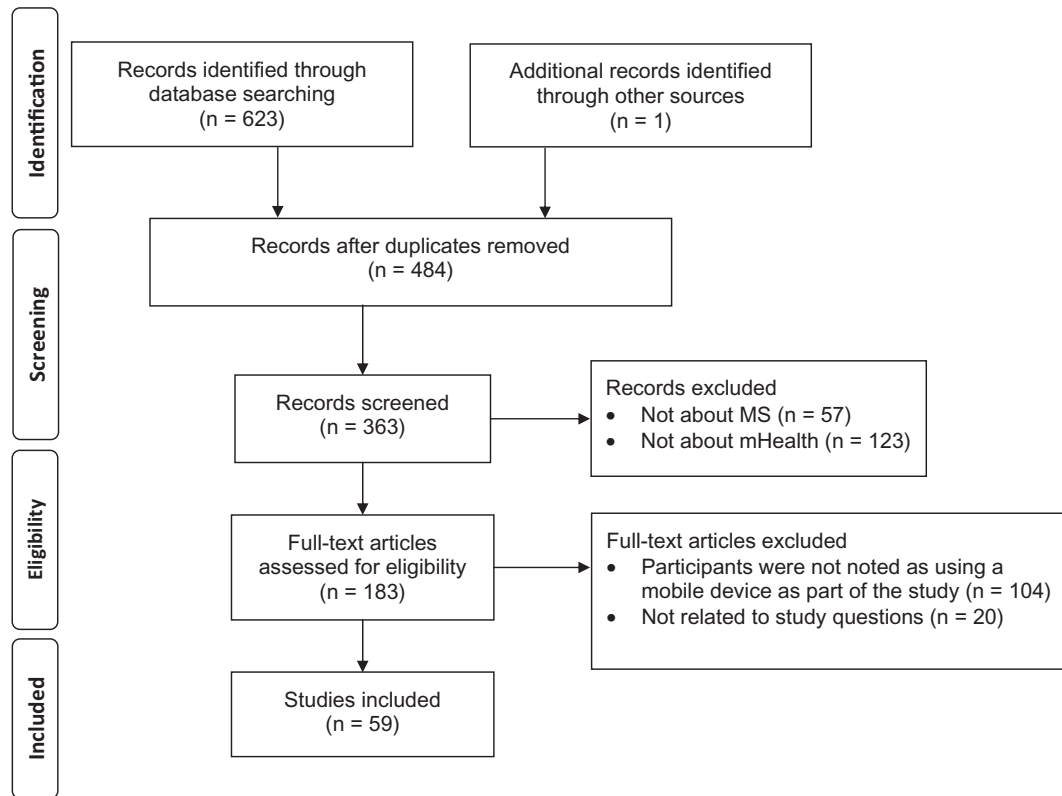 Identification
Records identified through
database searching
(n = 623)
Additional records identified
through other sources
(n = 1)
Screening
Records after duplicates removed
(n = 484)
Records screened
(n = 363)
Records excluded
• Not about MS (n = 57)
• Not about mHealth (n = 123)
Eligibility
Full-text articles
assessed for eligibility
(n = 183)
Full-text articles excluded
• Participants were not noted as using a
mobile device as part of the study (n = 104)
• Not related to study questions (n = 20)
Included
Studies included
(n = 59)